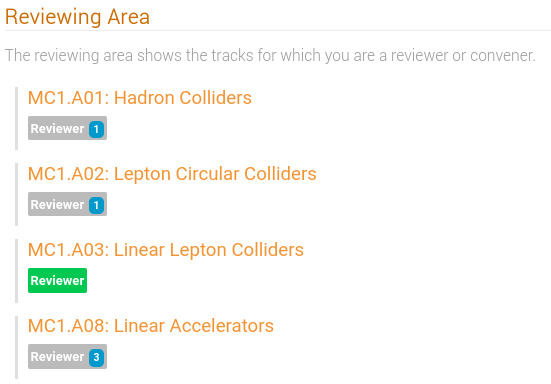 Reviewing Area
The reviewing area shows the tracks for which you are a reviewer or convener.
MC1.A01: Hadron Colliders
Reviewer 1
MC1.A02: Lepton Circular Colliders
Reviewer 1
MC1.A03: Linear Lepton Colliders
Reviewer
MC1.A08: Linear Accelerators
Reviewer 3